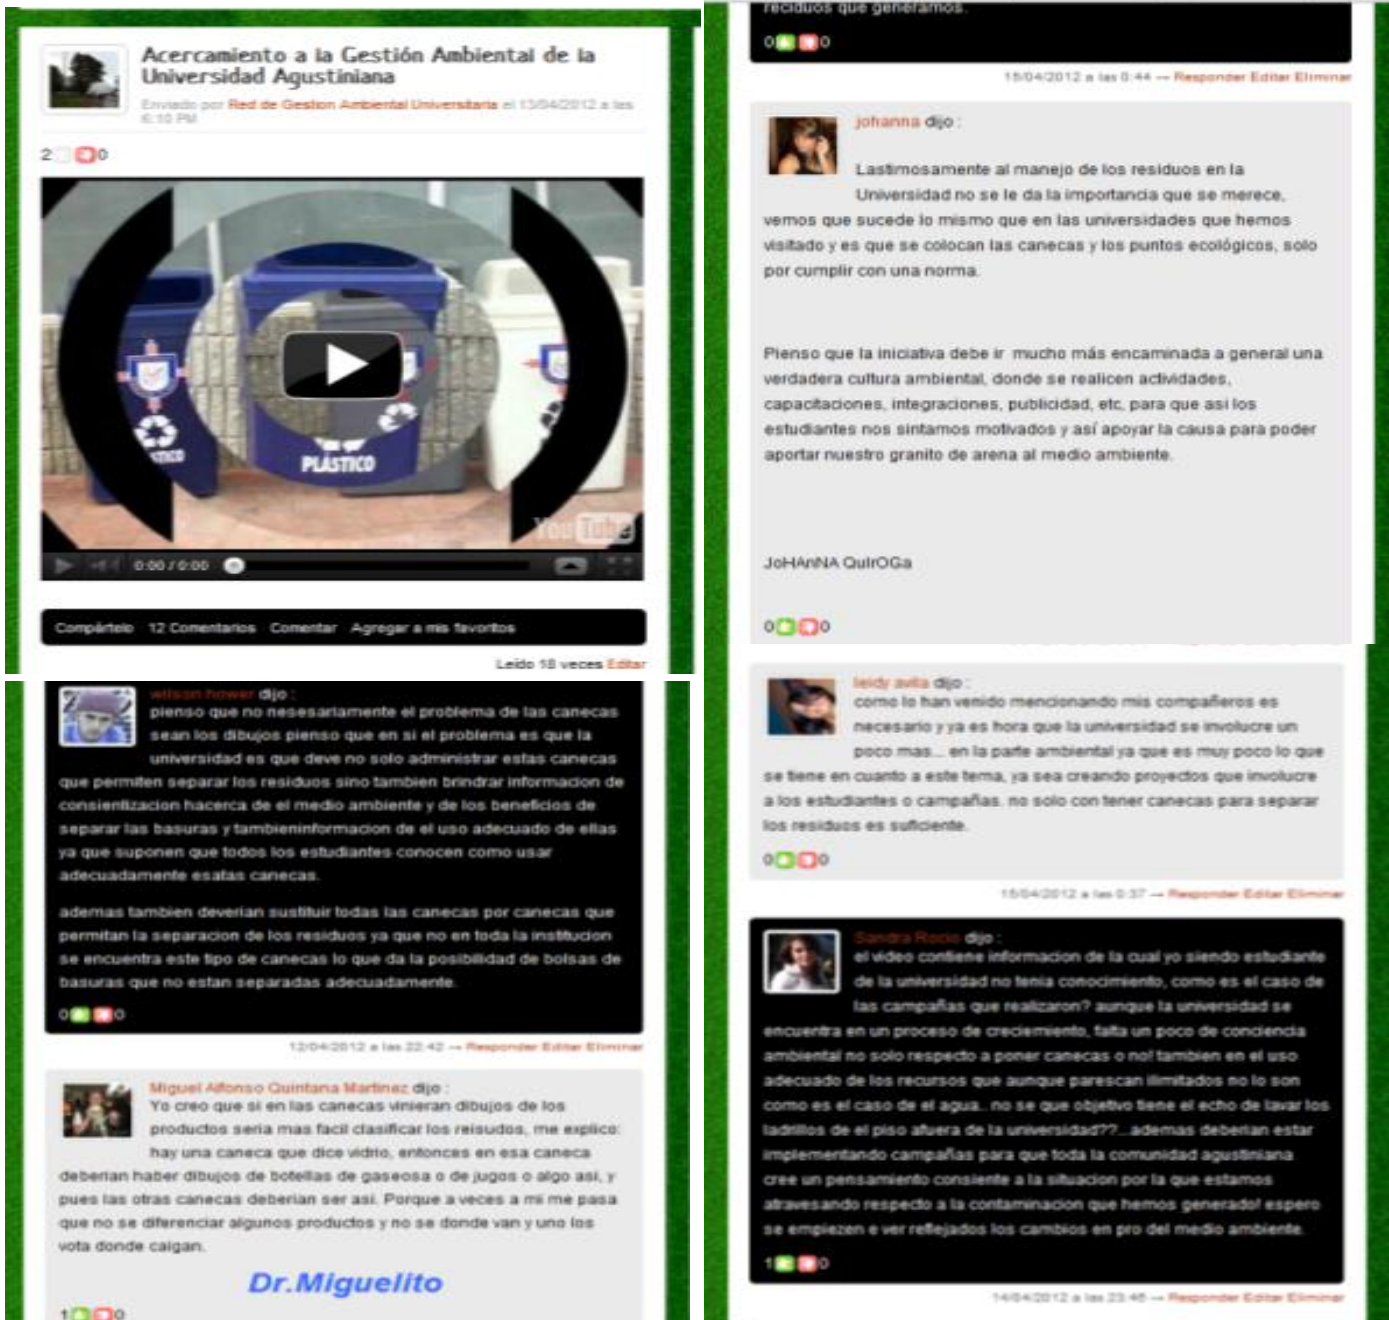 Acercamiento a la Gestión Ambiental de la
Universidad Agustiniana
Enviado por Red de Gestion Ambiental Universitaria el 13/04/2012 a las
6:10 PM
2 0
PLÁSTICO
YouTube
0:00 / 0:00
Compártelo 12 Comentarios Comentar Agregar a mis favoritos
Leído 18 veces Editar
wilson hower dijo :
pienso que no nesesariamente el problema de las canecas
sean los dibujos pienso que en si el problema es que la
universidad es que deve no solo administrar estas canecas
que permiten separar los residuos sino tambien brindrar informacion de
consientizacion hacerca de el medio ambiente y de los beneficios de
separar las basuras y tambieninformacion de el uso adecuado de ellas
ya que suponen que todos los estudiantes conocen como usar
adecuadamente esatas canecas.
ademas tambien deverian sustituir todas las canecas por canecas que
permitan la separacion de los residuos ya que no en toda la institucion
se encuentra este tipo de canecas lo que da la posibilidad de bolsas de
basuras que no estan separadas adecuadamente.
0 0
12/04/2012 a las 22:42 → Responder Editar Eliminar
Miguel Alfonso Quintana Martinez dijo :
Yo creo que si en las canecas vinieran dibujos de los
productos seria mas facil clasificar los reisudos, me explico:
hay una caneca que dice vidrio, entonces en esa caneca
deberian haber dibujos de botellas de gaseosa o de jugos o algo asi, y
pues las otras canecas deberian ser asi. Porque a veces a mi me pasa
que no se diferenciar algunos productos y no se donde van y uno los
vota donde caigan.
Dr.Miguelito
1 0
reciduos que generamos.
0 0
15/04/2012 a las 0:44 → Responder Editar Eliminar
johanna dijo :
Lastimosamente al manejo de los residuos en la
Universidad no se le da la importancia que se merece,
vemos que sucede lo mismo que en las universidades que hemos
visitado y es que se colocan las canecas y los puntos ecológicos, solo
por cumplir con una norma.
Pienso que la iniciativa debe ir mucho más encaminada a general una
verdadera cultura ambiental, donde se realicen actividades,
capacitaciones, integraciones, publicidad, etc, para que asi los
estudiantes nos sintamos motivados y así apoyar la causa para poder
aportar nuestro granito de arena al medio ambiente.
JoHAnNA QuIrOGa
0 0
leidy avila dijo :
como lo han venido mencionando mis compañeros es
necesario y ya es hora que la universidad se involucre un
poco mas... en la parte ambiental ya que es muy poco lo que
se tiene en cuanto a este tema, ya sea creando proyectos que involucre
a los estudiantes o campañas. no solo con tener canecas para separar
los residuos es suficiente.
0 0
15/04/2012 a las 0:37 → Responder Editar Eliminar
Sandra Rocio dijo :
el video contiene informacion de la cual yo siendo estudiante
de la universidad no tenia conocimiento, como es el caso de
las campañas que realizaron? aunque la universidad se
encuentra en un proceso de creciemiento, falta un poco de conciencia
ambiental no solo respecto a poner canecas o no! tambien en el uso
adecuado de los recursos que aunque parescan ilimitados no lo son
como es el caso de el agua.. no se que objetivo tiene el echo de lavar los
ladrillos de el piso afuera de la universidad??...ademas deberian estar
implementando campañas para que toda la comunidad agustiniana
cree un pensamiento consiente a la situacion por la que estamos
atravesando respecto a la contaminacion que hemos generado! espero
se empiezen e ver reflejados los cambios en pro del medio ambiente.
1 0
14/04/2012 a las 23:46 → Responder Editar Eliminar